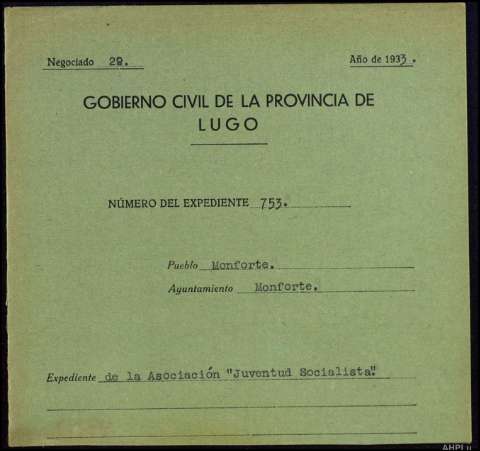 Negociado 2º. Año de 1933.
GOBIERNO CIVIL DE LA PROVINCIA DE
LUGO
NÚMERO DEL EXPEDIENTE 753.
Pueblo Monforte.
Ayuntamiento Monforte.
Expediente de la Asociación "Juventud Socialista".